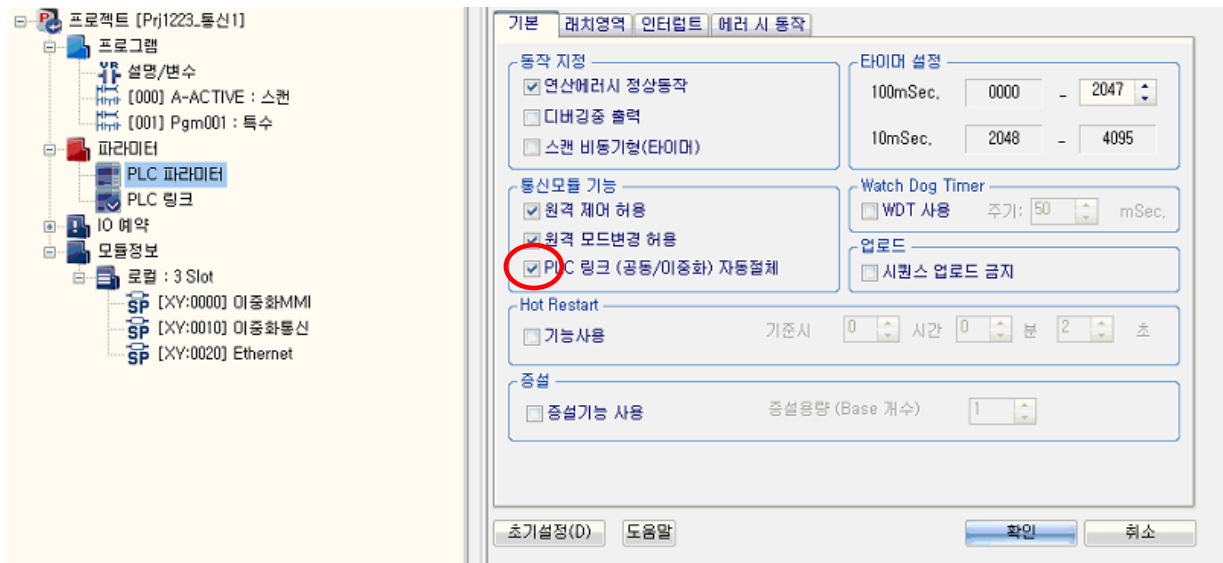 프로젝트 [Prj1223_통신1]
프로그램
설명/변수
[000] A-ACTIVE : 스캔
[001] Pgm001 : 특수
파라미터
PLC 파라미터
PLC 링크
IO 예약
모듈정보
로컬 : 3 Slot
SP [XY:0000] 이중화MMI
SP [XY:0010] 이중화통신
SP [XY:0020] Ethernet
기본 래치영역 인터럽트 에러 시 동작
동작 지정
연산에러시 정상동작
디버깅중 출력
스캔 비동기형(타이머)
타이머 설정
100mSec, 0000 - 2047
10mSec, 2048 - 4095
통신모듈 기능
원격 제어 허용
원격 모드변경 허용
PLC 링크 (공동/이중화) 자동절체
Watch Dog Timer
WDT 사용 주기: 50 mSec,
업로드
시퀀스 업로드 금지
Hot Restart
기능사용 기준시 0 시간 0 분 2 초
증설
증설기능 사용 증설용량 (Base 개수) 1
초기설정(D) 도움말 확인 취소